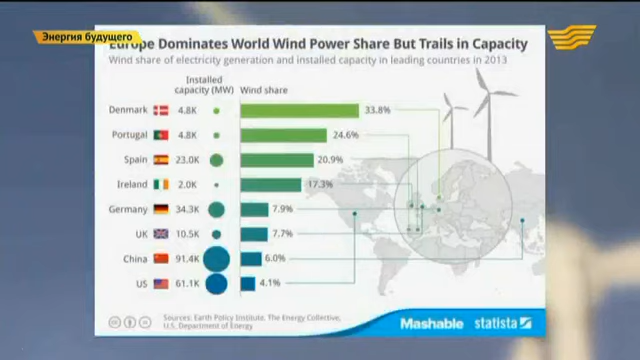 Энергия будущего
Europe Dominates World Wind Power Share But Trails in Capacity
Wind share of electricity generation and installed capacity in leading countries in 2013
Installed
capacity (MW) Wind share
Denmark 4.8K 33.8%
Portugal 4.8K 24.6%
Spain 23.0K 20.9%
Ireland 2.0K 17.3%
Germany 34.3K 7.9%
UK 10.5K 7.7%
China 91.4K 6.0%
US 61.1K 4.1%
Sources: Earth Policy Institute, The Energy Collective,
U.S. Department of Energy
Mashable statista